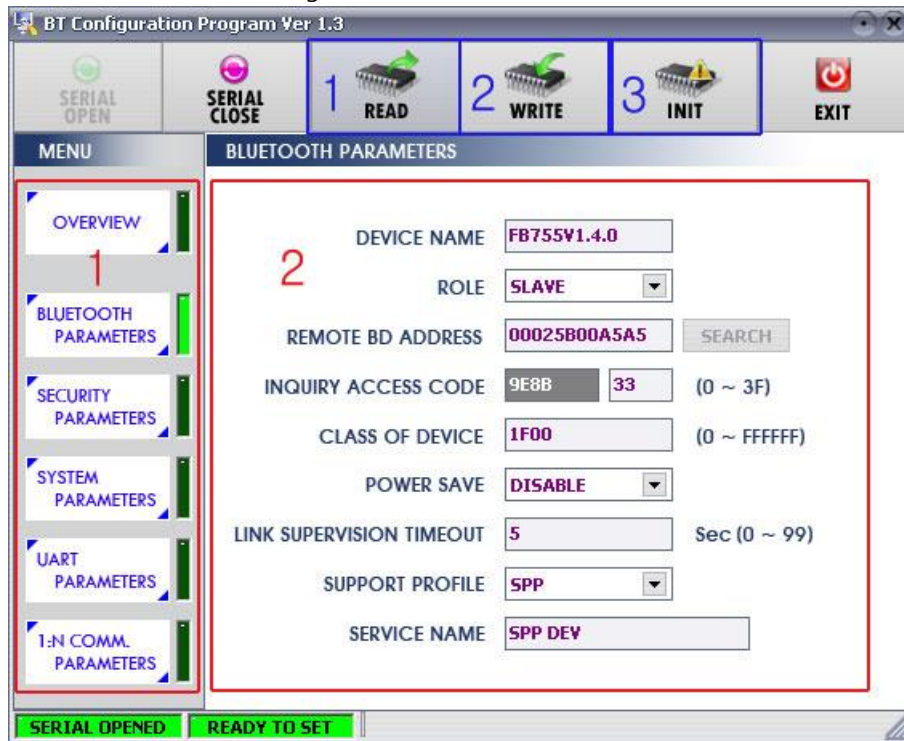 BT Configuration Program Ver 1.3
SERIAL
OPEN
SERIAL
CLOSE
1 READ
2 WRITE
3 INIT
EXIT
MENU
BLUETOOTH PARAMETERS
OVERVIEW
1
BLUETOOTH
PARAMETERS
SECURITY
PARAMETERS
SYSTEM
PARAMETERS
UART
PARAMETERS
1:N COMM.
PARAMETERS
2
DEVICE NAME FB755V1.4.0
ROLE SLAVE
REMOTE BD ADDRESS 00025B00A5A5 SEARCH
INQUIRY ACCESS CODE 9E8B 33 (0 ~ 3F)
CLASS OF DEVICE 1F00 (0 ~ FFFFFF)
POWER SAVE DISABLE
LINK SUPERVISION TIMEOUT 5 Sec (0 ~ 99)
SUPPORT PROFILE SPP
SERVICE NAME SPP DEV
SERIAL OPENED READY TO SET